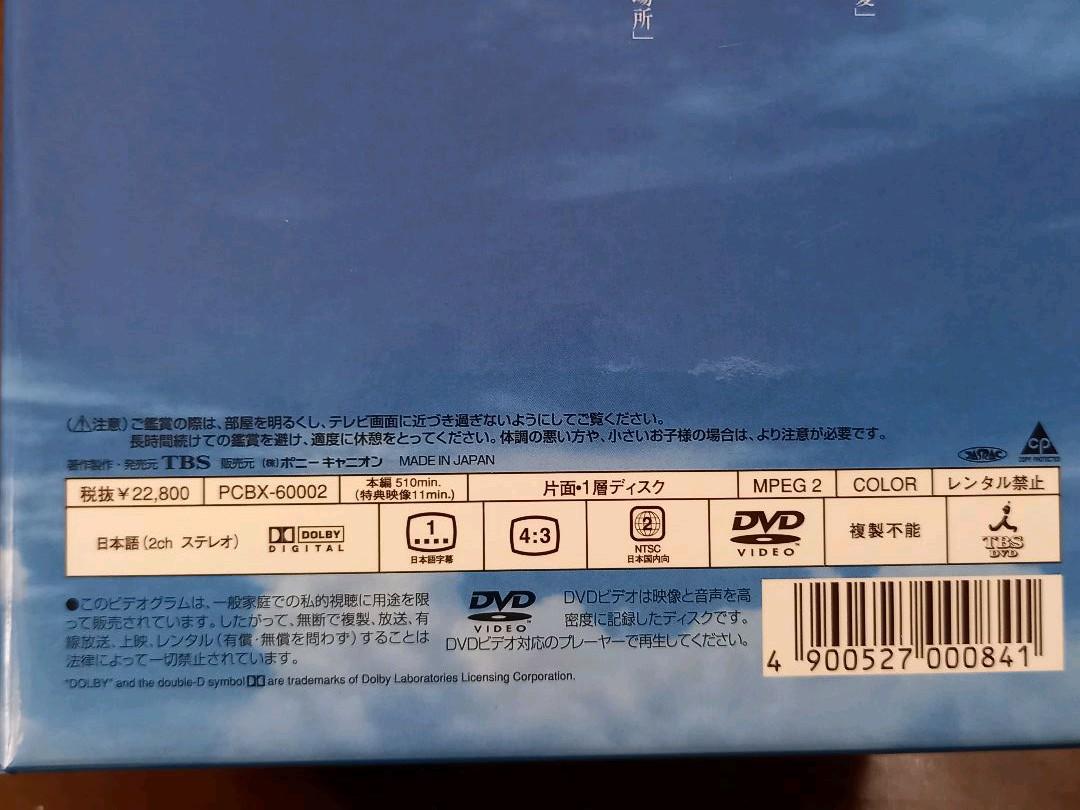 場所」
愛」
(⚠注意)ご鑑賞の際は、部屋を明るくし、テレビ画面に近づき過ぎないようにしてご覧ください。
長時間続けての鑑賞を避け、適度に休憩をとってください。体調の悪い方や、小さいお子様の場合は、より注意が必要です。
著作製作・発売元 TBS 販売元 (株)ポニーキャニオン MADE IN JAPAN
JASRAC
CP
COPY PROTECTED
税抜¥22,800
PCBX-60002
本編 510min.
(特典映像11min.)
片面・1層ディスク
MPEG 2
COLOR
レンタル禁止
日本語(2ch ステレオ)
DOLBY
DIGITAL
1
日本語字幕
4:3
2
NTSC
日本国内向
DVD
VIDEO
複製不能
TBS
DVD
●このビデオグラムは、一般家庭での私的視聴に用途を限
って販売されています。したがって、無断で複製、放送、有
線放送、上映、レンタル(有償・無償を問わず)することは
法律によって一切禁止されています。
DVD
VIDEO
DVDビデオは映像と音声を高
密度に記録したディスクです。
DVDビデオ対応のプレーヤーで再生してください。
4 900527 000841
"DOLBY" and the double-D symbol are trademarks of Dolby Laboratories Licensing Corporation.